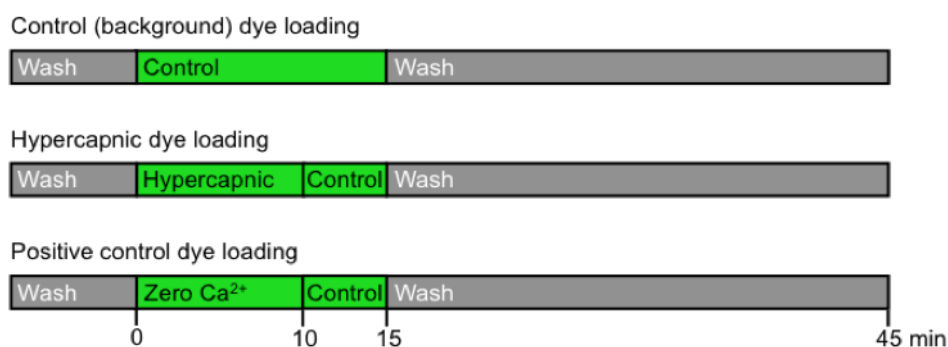 Control (background) dye loading
Wash Control Wash
Hypercapnic dye loading
Wash Hypercapnic Control Wash
Positive control dye loading
Wash Zero Ca²⁺ Control Wash
0 10 15 45 min